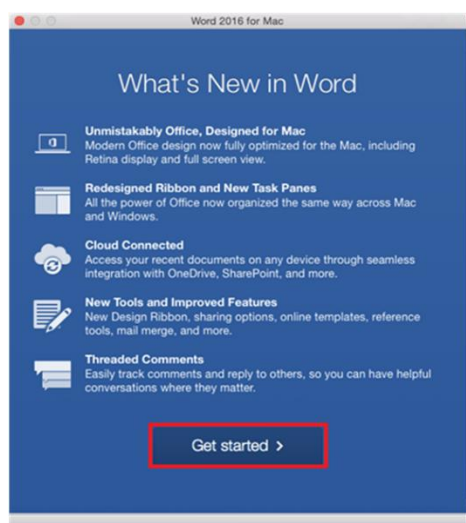 Word 2016 for Mac
What's New in Word
Unmistakably Office, Designed for Mac
Modern Office design now fully optimized for the Mac, including
Retina display and full screen view.
Redesigned Ribbon and New Task Panes
All the power of Office now organized the same way across Mac
and Windows.
Cloud Connected
Access your recent documents on any device through seamless
integration with OneDrive, SharePoint, and more.
New Tools and Improved Features
New Design Ribbon, sharing options, online templates, reference
tools, mail merge, and more.
Threaded Comments
Easily track comments and reply to others, so you can have helpful
conversations where they matter.
Get started >